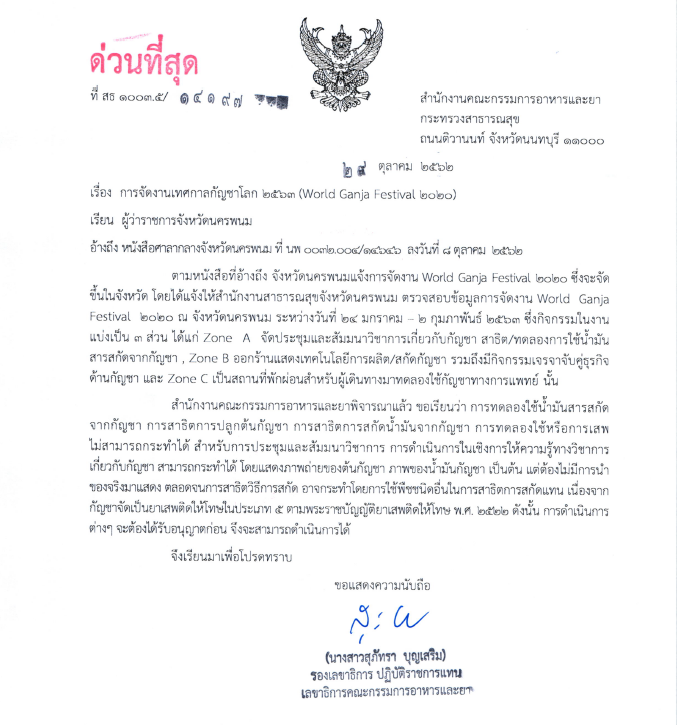 ด่วนที่สุด
ที่ สธ ๑๐๐๓.๕/ ๑๔๑๙๗
สำนักงานคณะกรรมการอาหารและยา
กระทรวงสาธารณสุข
ถนนติวานนท์ จังหวัดนนทบุรี ๑๑๐๐๐
๒๙ ตุลาคม ๒๕๖๒
เรื่อง การจัดงานเทศกาลกัญชาโลก ๒๕๖๓ (World Ganja Festival ๒๐๒๐)
เรียน ผู้ว่าราชการจังหวัดนครพนม
อ้างถึง หนังสือศาลากลางจังหวัดนครพนม ที่ นพ ๐๐๓๒.๐๐๔/๑๔๖๔๖ ลงวันที่ ๘ ตุลาคม ๒๕๖๒
ตามหนังสือที่อ้างถึง จังหวัดนครพนมแจ้งการจัดงาน World Ganja Festival ๒๐๒๐ ซึ่งจะจัด
ขึ้นในจังหวัด โดยได้แจ้งให้สำนักงานสาธารณสุขจังหวัดนครพนม ตรวจสอบข้อมูลการจัดงาน World Ganja
Festival ๒๐๒๐ ณ จังหวัดนครพนม ระหว่างวันที่ ๒๔ มกราคม – ๒ กุมภาพันธ์ ๒๕๖๓ ซึ่งกิจกรรมในงาน
แบ่งเป็น ๓ ส่วน ได้แก่ Zone A จัดประชุมและสัมมนาวิชาการเกี่ยวกับกัญชา สาธิต/ทดลองการใช้น้ำมัน
สารสกัดจากกัญชา , Zone B ออกร้านแสดงเทคโนโลยีการผลิต/สกัดกัญชา รวมถึงมีกิจกรรมเจรจาจับคู่ธุรกิจ
ด้านกัญชา และ Zone C เป็นสถานที่พักผ่อนสำหรับผู้เดินทางมาทดลองใช้กัญชาทางการแพทย์ นั้น
สำนักงานคณะกรรมการอาหารและยาพิจารณาแล้ว ขอเรียนว่า การทดลองใช้น้ำมันสารสกัด
จากกัญชา การสาธิตการปลูกต้นกัญชา การสาธิตการสกัดน้ำมันจากกัญชา การทดลองใช้หรือการเสพ
ไม่สามารถกระทำได้ สำหรับการประชุมและสัมมนาวิชาการ การดำเนินการในเชิงการให้ความรู้ทางวิชาการ
เกี่ยวกับกัญชา สามารถกระทำได้ โดยแสดงภาพถ่ายของต้นกัญชา ภาพของน้ำมันกัญชา เป็นต้น แต่ต้องไม่มีการนำ
ของจริงมาแสดง ตลอดจนการสาธิตวิธีการสกัด อาจกระทำโดยการใช้พืชชนิดอื่นในการสาธิตการสกัดแทน เนื่องจาก
กัญชาจัดเป็นยาเสพติดให้โทษในประเภท ๕ ตามพระราชบัญญัติยาเสพติดให้โทษ พ.ศ. ๒๕๒๒ ดังนั้น การดำเนินการ
ต่างๆ จะต้องได้รับอนุญาตก่อน จึงจะสามารถดำเนินการได้
จึงเรียนมาเพื่อโปรดทราบ
ขอแสดงความนับถือ
(นางสาวสุภัทรา บุญเสริม)
รองเลขาธิการ ปฏิบัติราชการแทน
เลขาธิการคณะกรรมการอาหารและยา